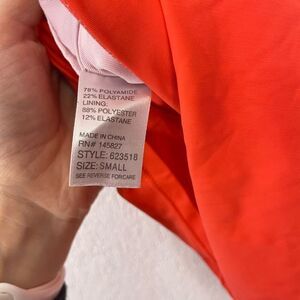 78% POLYAMIDE
22% ELASTANE
LINING:
88% POLYESTER
12% ELASTANE
MADE IN CHINA
RN# 145827
STYLE: 623518
SIZE: SMALL
SEE REVERSE FOR CARE